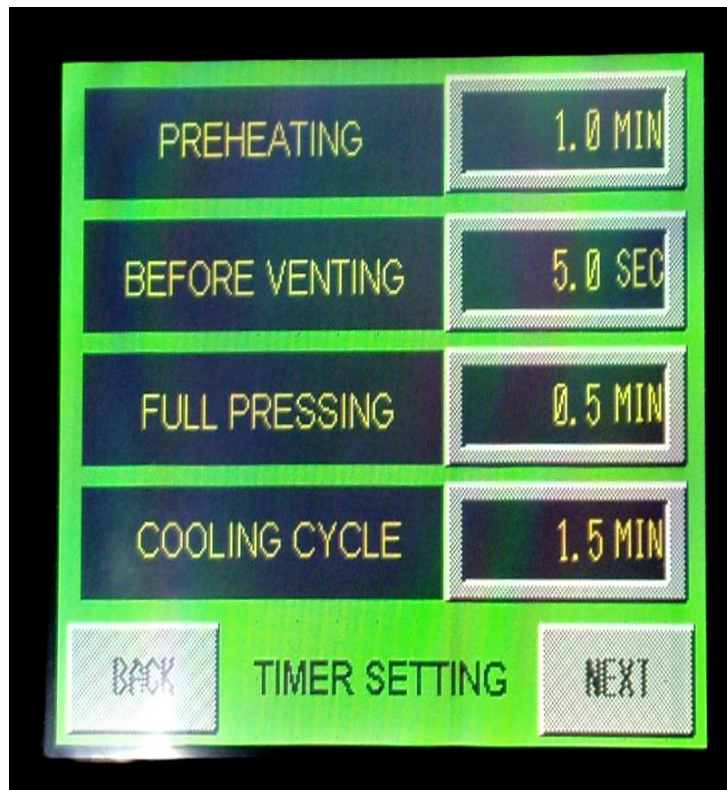 PREHEATING 1.0 MIN
BEFORE VENTING 5.0 SEC
FULL PRESSING 0.5 MIN
COOLING CYCLE 1.5 MIN
BACK TIMER SETTING NEXT